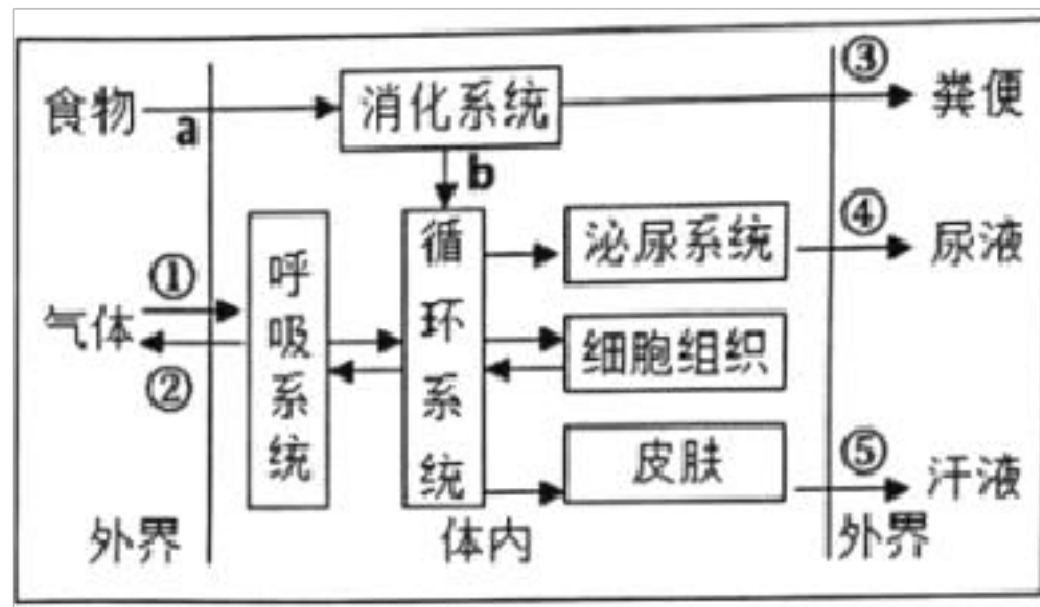 食物
a
消化系统
③
粪便
b
气体
①
②
呼吸系统
循环系统
泌尿系统
④
尿液
细胞组织
皮肤
⑤
汗液
外界
体内
外界